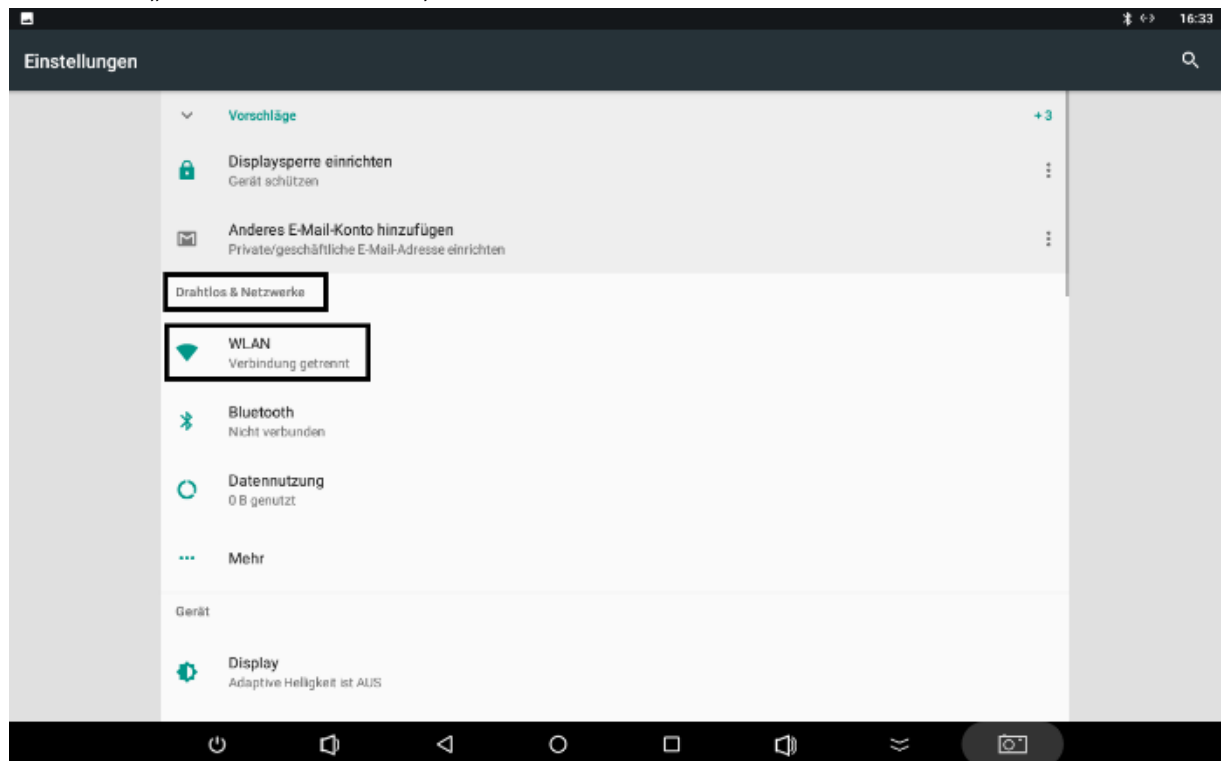 16:33
Einstellungen
Vorschläge +3
Displaysperre einrichten
Gerät schützen
Anderes E-Mail-Konto hinzufügen
Private/geschäftliche E-Mail-Adresse einrichten
Drahtlos & Netzwerke
WLAN
Verbindung getrennt
Bluetooth
Nicht verbunden
Datennutzung
0 B genutzt
Mehr
Gerät
Display
Adaptive Helligkeit ist AUS